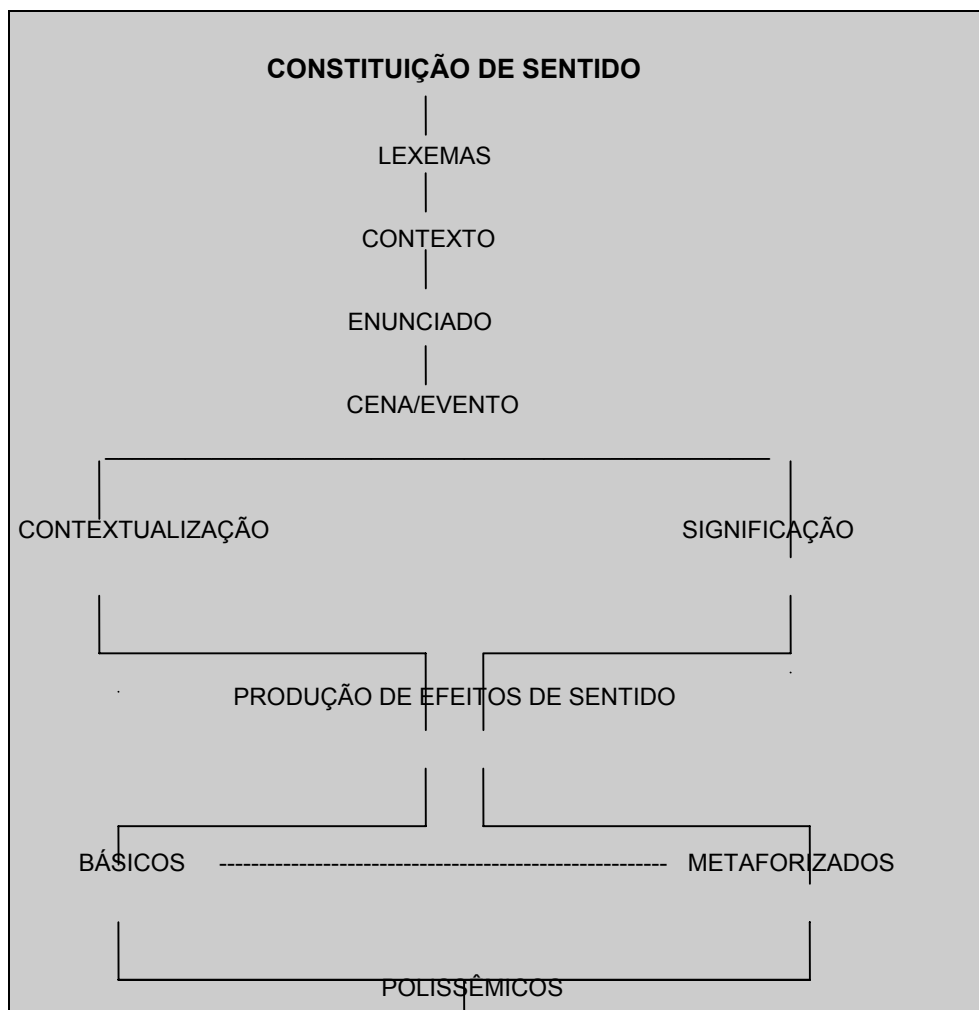 CONSTITUIÇÃO DE SENTIDO
LEXEMAS
CONTEXTO
ENUNCIADO
CENA/EVENTO
CONTEXTUALIZAÇÃO SIGNIFICAÇÃO
PRODUÇÃO DE EFEITOS DE SENTIDO
BÁSICOS ---------------------------------------------------------- METAFORIZADOS
POLISSÊMICOS